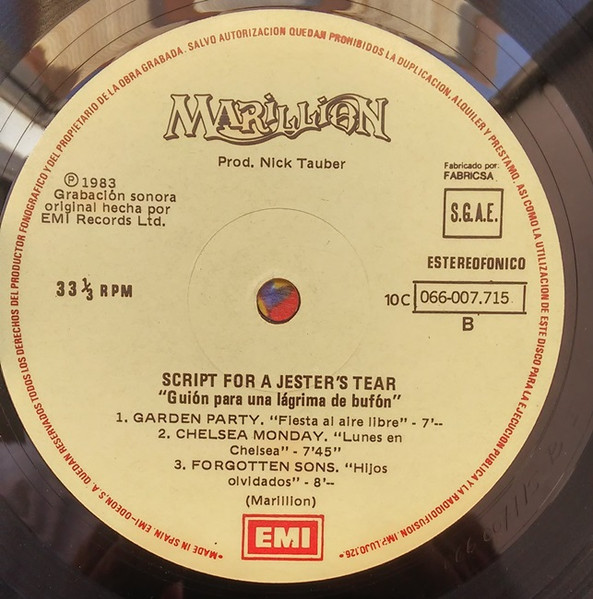 RESERVADOS TODOS LOS DERECHOS DEL PRODUCTOR FONOGRAFICO Y DEL PROPIETARIO DE LA OBRA GRABADA. SALVO AUTORIZACION QUEDAN PROHIBIDOS LA DUPLICACION, ALQUILER Y PRESTAMO, ASI COMO LA UTILIZACION DE ESTE DISCO PARA LA EJECUCION PUBLICA Y LA RADIODIFUSION. IMP. LUJO,126 •
• MADE IN SPAIN. EMI-ODEON, S. A. QUEDAN
MARILLION
Prod. Nick Tauber
Ⓟ 1983
Grabación sonora
original hecha por
EMI Records Ltd.
Fabricado por:
FABRICSA
S.G.A.E.
ESTEREOFONICO
33 1/3 RPM
10C 066-007.715
B
SCRIPT FOR A JESTER'S TEAR
"Guión para una lágrima de bufón"
1. GARDEN PARTY. "Fiesta al aire libre" - 7'--
2. CHELSEA MONDAY. "Lunes en
Chelsea" - 7'45"
3. FORGOTTEN SONS. "Hijos
olvidados" - 8'--
(Marillion)
EMI